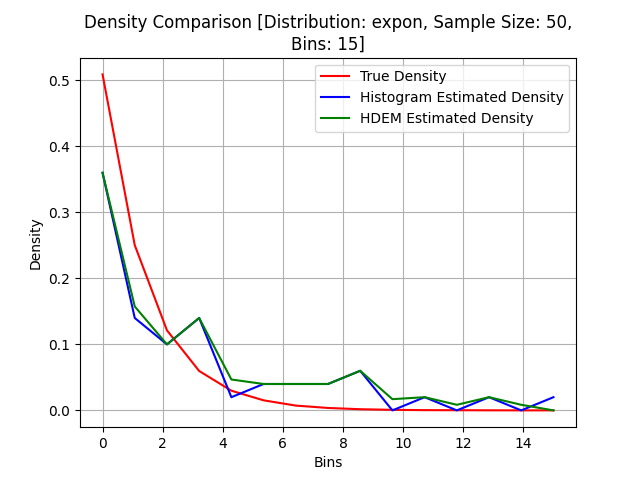 Density Comparison [Distribution: expon, Sample Size: 50,
Bins: 15]
True Density
Histogram Estimated Density
HDEM Estimated Density
Density
0.5
0.4
0.3
0.2
0.1
0.0
0 2 4 6 8 10 12 14
Bins